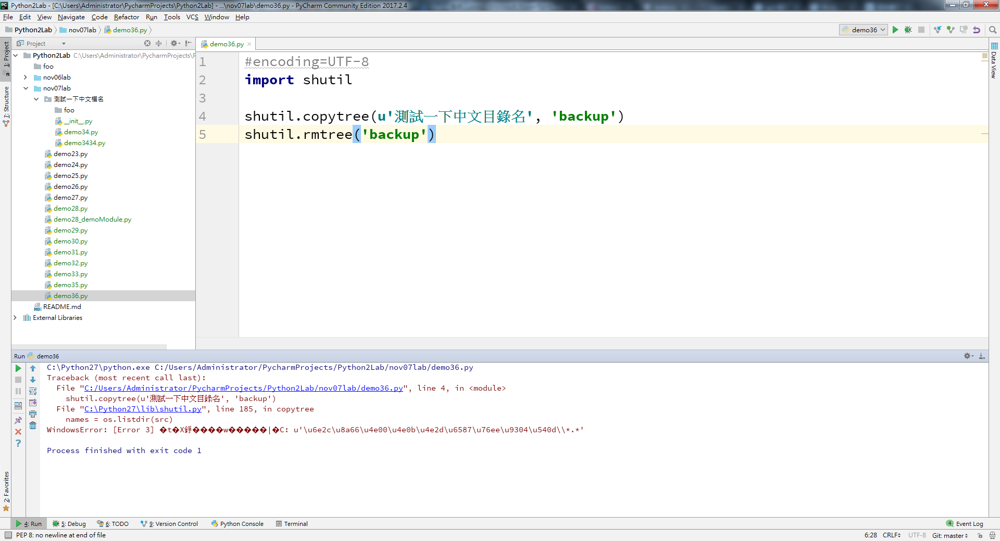 Python2Lab - [C:\Users\Administrator\PycharmProjects\Python2Lab] - ...\nov07lab\demo36.py - PyCharm Community Edition 2017.2.4
File Edit View Navigate Code Refactor Run Tools VCS Window Help
Python2Lab nov07lab demo36.py demo36
Project
demo36.py
1: Project
7: Structure
2: Favorites
Data View
Python2Lab C:\Users\Administrator\PycharmProjects\P
foo
nov06lab
nov07lab
測試一下中文檔名
foo
__init__.py
demo34.py
demo3434.py
demo23.py
demo24.py
demo25.py
demo26.py
demo27.py
demo28.py
demo28_demoModule.py
demo29.py
demo30.py
demo31.py
demo32.py
demo33.py
demo35.py
demo36.py
README.md
External Libraries
1 #encoding=UTF-8
2 import shutil
3
4 shutil.copytree(u'測試一下中文目錄名', 'backup')
5 shutil.rmtree('backup')
Run demo36
C:\Python27\python.exe C:/Users/Administrator/PycharmProjects/Python2Lab/nov07lab/demo36.py
Traceback (most recent call last):
File "C:/Users/Administrator/PycharmProjects/Python2Lab/nov07lab/demo36.py", line 4, in <module>
shutil.copytree(u'測試一下中文目錄名', 'backup')
File "C:\Python27\lib\shutil.py", line 185, in copytree
names = os.listdir(src)
WindowsError: [Error 3] �t�X����w�����|�C: u'\u6e2c\u8a66\u4e00\u4e0b\u4e2d\u6587\u76ee\u9304\u540d\\*.*'
Process finished with exit code 1
4: Run 5: Debug 6: TODO 9: Version Control Python Console Terminal 4 Event Log
PEP 8: no newline at end of file 6:28 CRLF UTF-8 Git: master